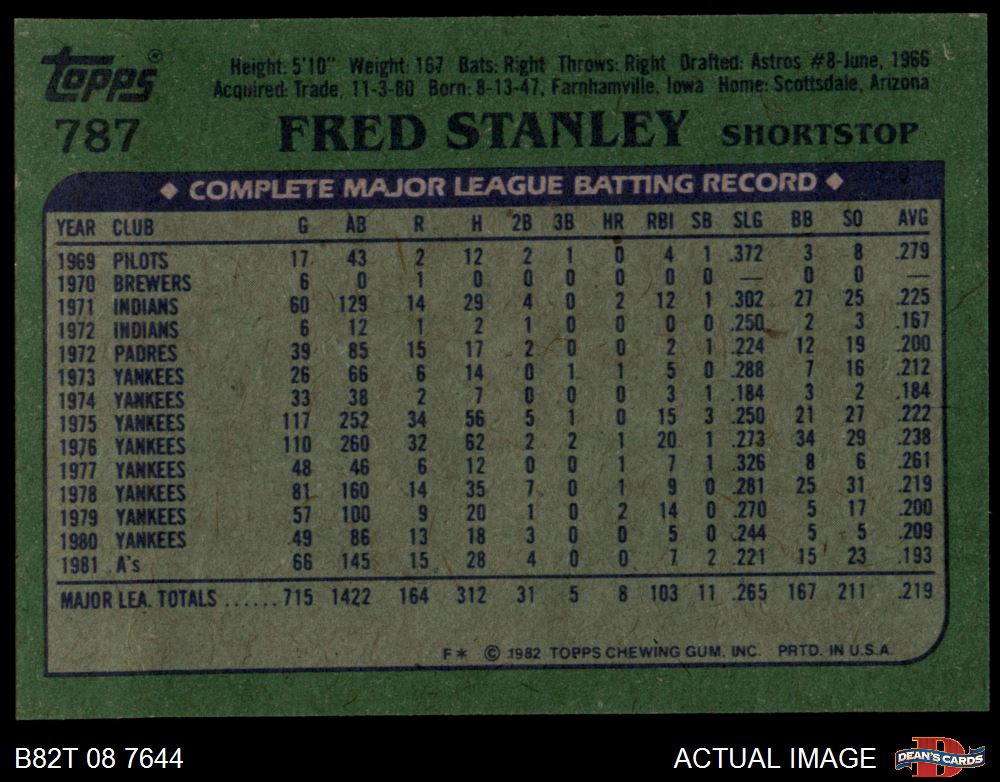 Topps®
Height: 5'10" Weight: 167 Bats: Right Throws: Right Drafted: Astros #8-June, 1966
Acquired: Trade, 11-3-80 Born: 8-13-47, Farnhamville, Iowa Home: Scottsdale, Arizona
787 FRED STANLEY SHORTSTOP
◆ COMPLETE MAJOR LEAGUE BATTING RECORD ◆
YEAR CLUB G AB R H 2B 3B HR RBI SB SLG BB SO AVG
1969 PILOTS 17 43 2 12 2 1 0 4 1 .372 3 8 .279
1970 BREWERS 6 0 1 0 0 0 0 0 0 — 0 0 —
1971 INDIANS 60 129 14 29 4 0 2 12 1 .302 27 25 .225
1972 INDIANS 6 12 1 2 1 0 0 0 0 .250 2 3 .167
1972 PADRES 39 85 15 17 2 0 0 2 1 .224 12 19 .200
1973 YANKEES 26 66 6 14 0 1 1 5 0 .288 7 16 .212
1974 YANKEES 33 38 2 7 0 0 0 3 1 .184 3 2 .184
1975 YANKEES 117 252 34 56 5 1 0 15 3 .250 21 27 .222
1976 YANKEES 110 260 32 62 2 2 1 20 1 .273 34 29 .238
1977 YANKEES 48 46 6 12 0 0 1 7 1 .326 8 6 .261
1978 YANKEES 81 160 14 35 7 0 1 9 0 .281 25 31 .219
1979 YANKEES 57 100 9 20 1 0 2 14 0 .270 5 17 .200
1980 YANKEES 49 86 13 18 3 0 0 5 0 .244 5 5 .209
1981 A's 66 145 15 28 4 0 0 7 2 .221 15 23 .193
MAJOR LEA. TOTALS ......715 1422 164 312 31 5 8 103 11 .265 167 211 .219
F* © 1982 TOPPS CHEWING GUM, INC. PRTD. IN U.S.A.
B82T 08 7644 ACTUAL IMAGE D DEAN'S CARDS